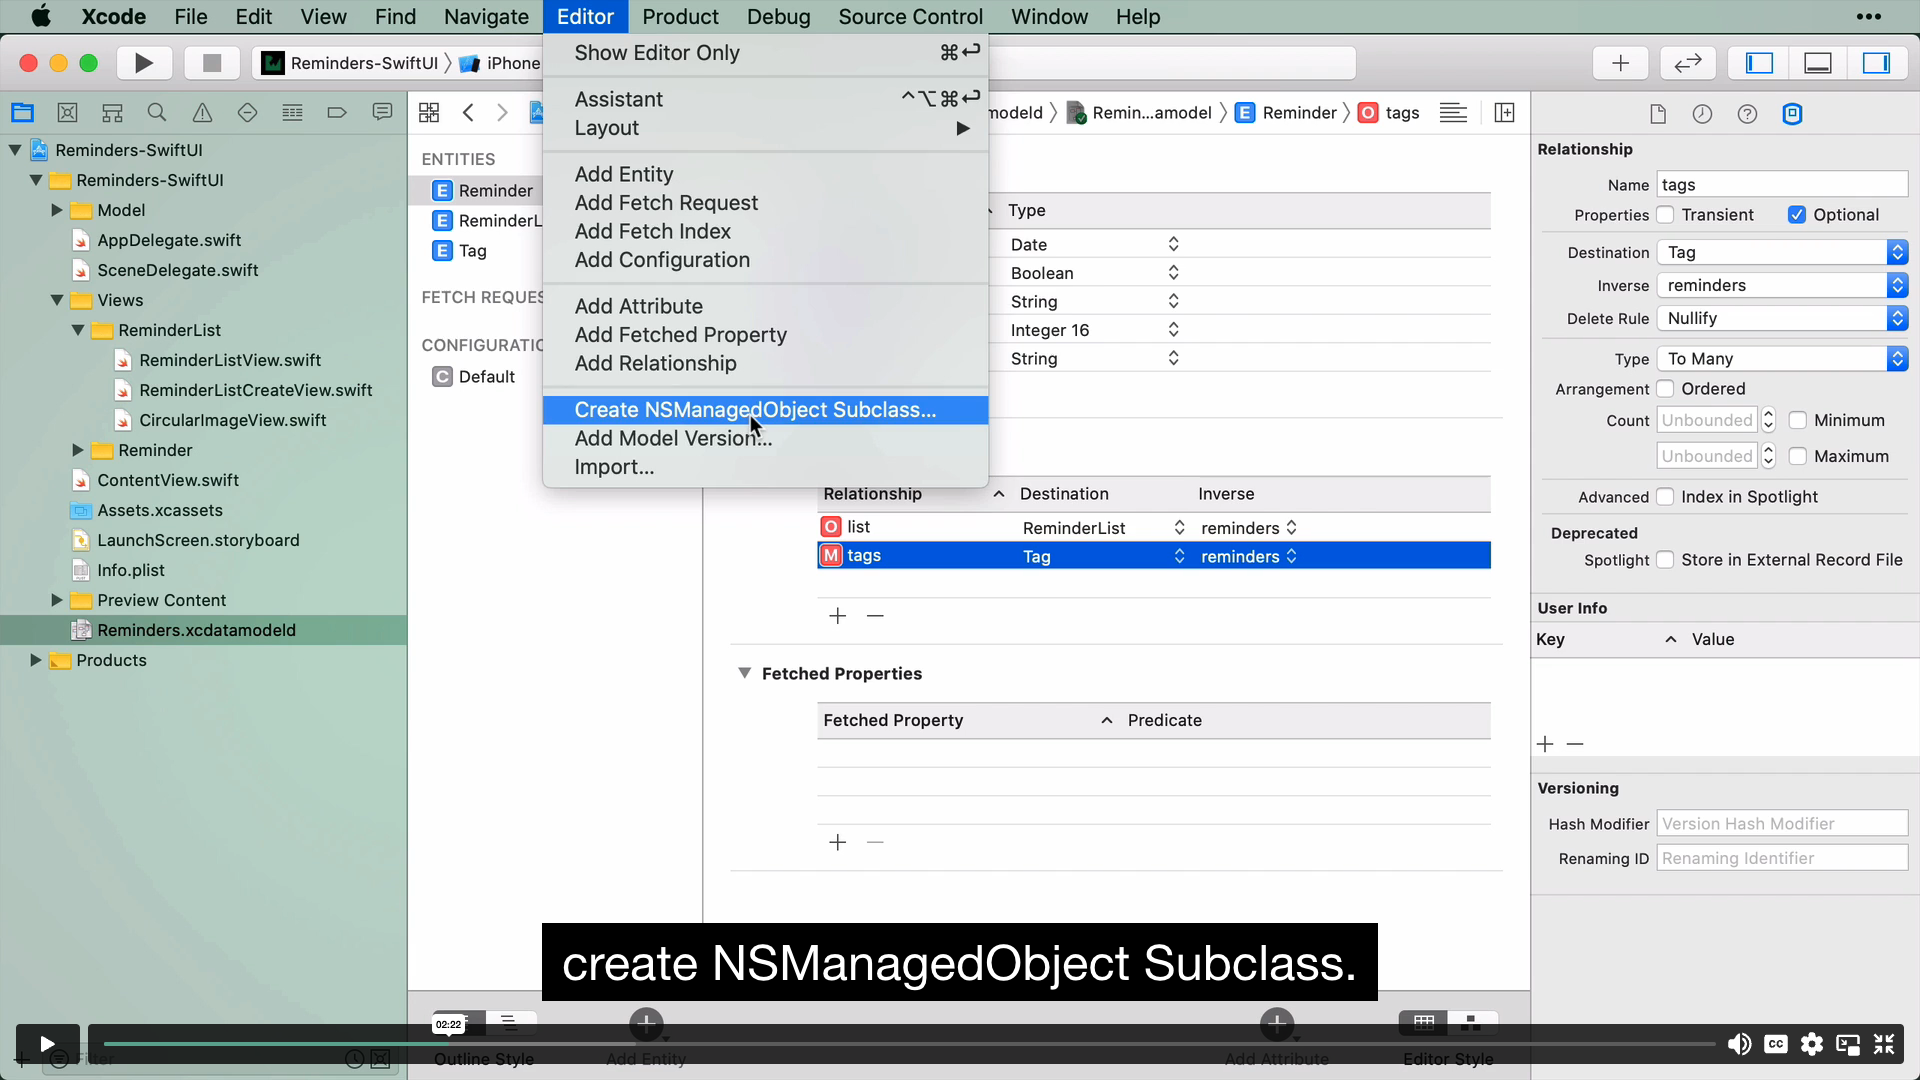 Xcode File Edit View Find Navigate Editor Product Debug Source Control Window Help
Reminders-SwiftUI iPhone
Show Editor Only ⌘↩
Assistant ^⌥⌘↩
Layout
Add Entity
Add Fetch Request
Add Fetch Index
Add Configuration
Add Attribute
Add Fetched Property
Add Relationship
Create NSManagedObject Subclass...
Add Model Version...
Import...
modeld Remin...amodel E Reminder O tags
Reminders-SwiftUI
Reminders-SwiftUI
Model
AppDelegate.swift
SceneDelegate.swift
Views
ReminderList
ReminderListView.swift
ReminderListCreateView.swift
CircularImageView.swift
Reminder
ContentView.swift
Assets.xcassets
LaunchScreen.storyboard
Info.plist
Preview Content
Reminders.xcdatamodeld
Products
Filter
ENTITIES
E Reminder
E ReminderL
E Tag
FETCH REQUES
CONFIGURATIO
C Default
Type
Date
Boolean
String
Integer 16
String
Relationship Destination Inverse
O list ReminderList reminders
M tags Tag reminders
Fetched Properties
Fetched Property Predicate
Relationship
Name tags
Properties Transient Optional
Destination Tag
Inverse reminders
Delete Rule Nullify
Type To Many
Arrangement Ordered
Count Unbounded Minimum
Unbounded Maximum
Advanced Index in Spotlight
Deprecated
Spotlight Store in External Record File
User Info
Key Value
Versioning
Hash Modifier Version Hash Modifier
Renaming ID Renaming Identifier
create NSManagedObject Subclass.
02:22
CC
Outline Style Add Entity Add Attribute Editor Style